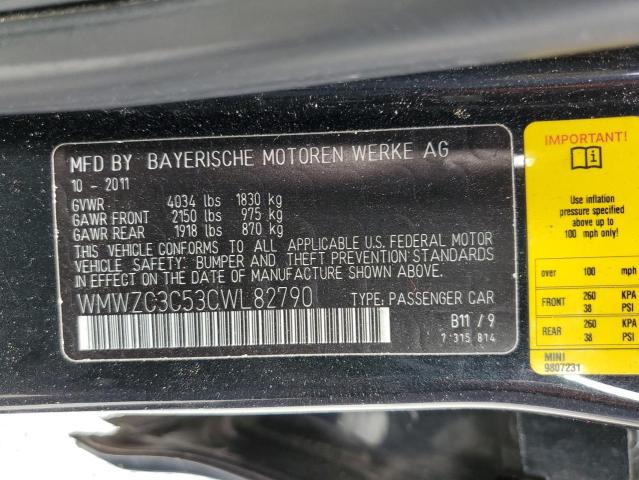 MFD BY BAYERISCHE MOTOREN WERKE AG
10 - 2011
GVWR 4034 lbs 1830 kg
GAWR FRONT 2150 lbs 975 kg
GAWR REAR 1918 lbs 870 kg
THIS VEHICLE CONFORMS TO ALL APPLICABLE U.S. FEDERAL MOTOR
VEHICLE SAFETY, BUMPER AND THEFT PREVENTION STANDARDS
IN EFFECT ON THE DATE OF MANUFACTURE SHOWN ABOVE.
WMWZC3C53CWL82790 TYPE: PASSENGER CAR
B11 / 9
7 315 814
IMPORTANT!
i
Use inflation
pressure specified
above up to
100 mph only!
over 100 mph
FRONT 260 KPA
38 PSI
REAR 260 KPA
38 PSI
MINI
9807231